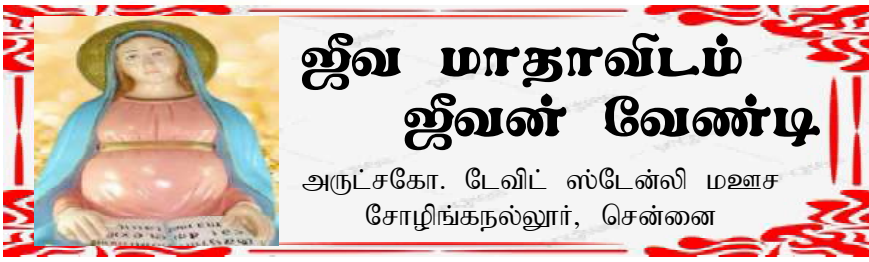 ஜீவ மாதாவிடம்
ஜீவன் வேண்டி
அருட்சகோ. டேவிட் ஸ்டேன்லி மஊச
சோழிங்கநல்லூர், சென்னை